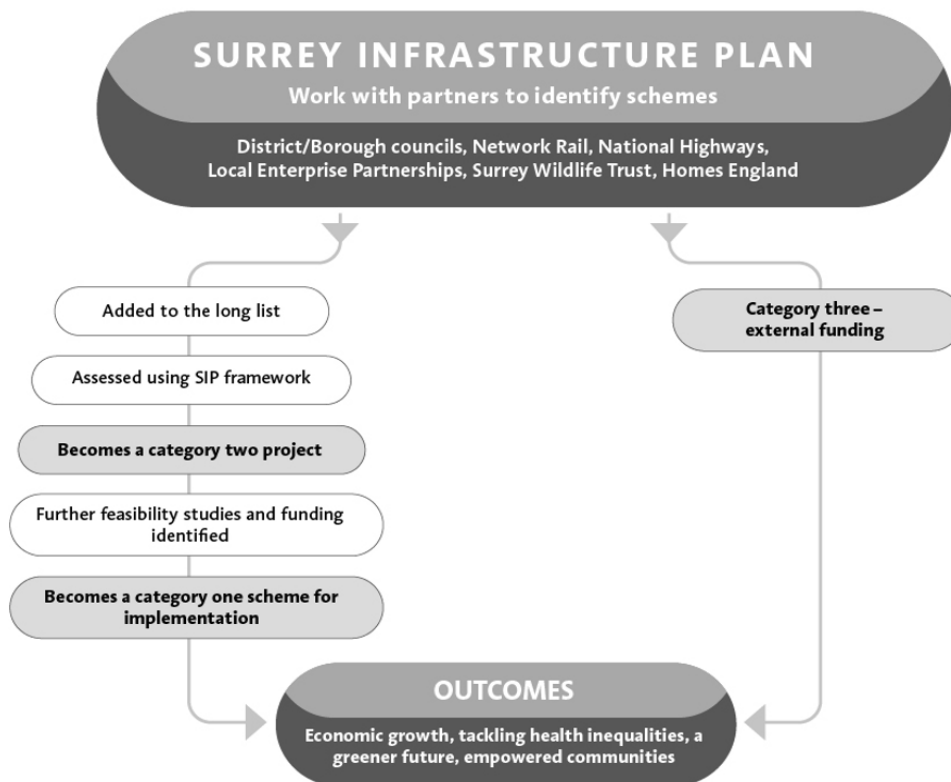 SURREY INFRASTRUCTURE PLAN
Work with partners to identify schemes
District/Borough councils, Network Rail, National Highways,
Local Enterprise Partnerships, Surrey Wildlife Trust, Homes England
Added to the long list
Assessed using SIP framework
Becomes a category two project
Further feasibility studies and funding
identified
Becomes a category one scheme for
implementation
Category three –
external funding
OUTCOMES
Economic growth, tackling health inequalities, a
greener future, empowered communities